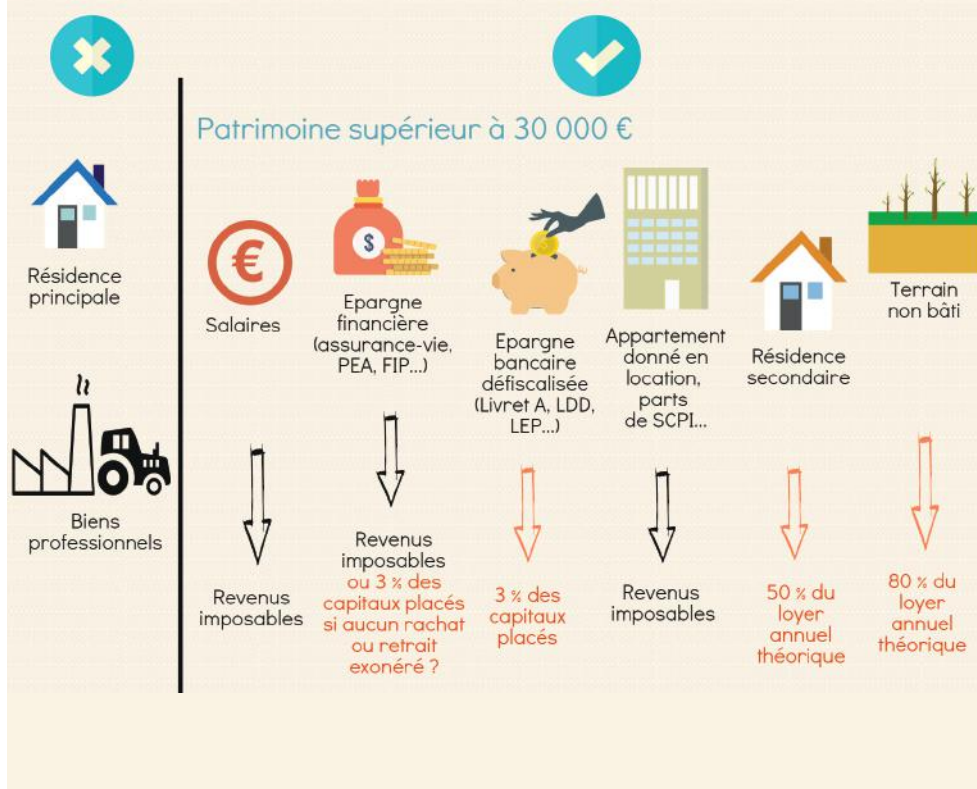 Patrimoine supérieur à 30 000 €
Résidence
principale
Biens
professionnels
€
Salaires
Revenus
imposables
$
Epargne
financière
(assurance-vie,
PEA, FIP...)
Revenus
imposables
ou 3 % des
capitaux placés
si aucun rachat
ou retrait
exonéré ?
Epargne
bancaire
défiscalisée
(Livret A, LDD,
LEP...)
3 % des
capitaux
placés
Appartement
donné en
location,
parts
de SCPI...
Revenus
imposables
Résidence
secondaire
50 % du
loyer
annuel
théorique
Terrain
non bâti
80 % du
loyer
annuel
théorique